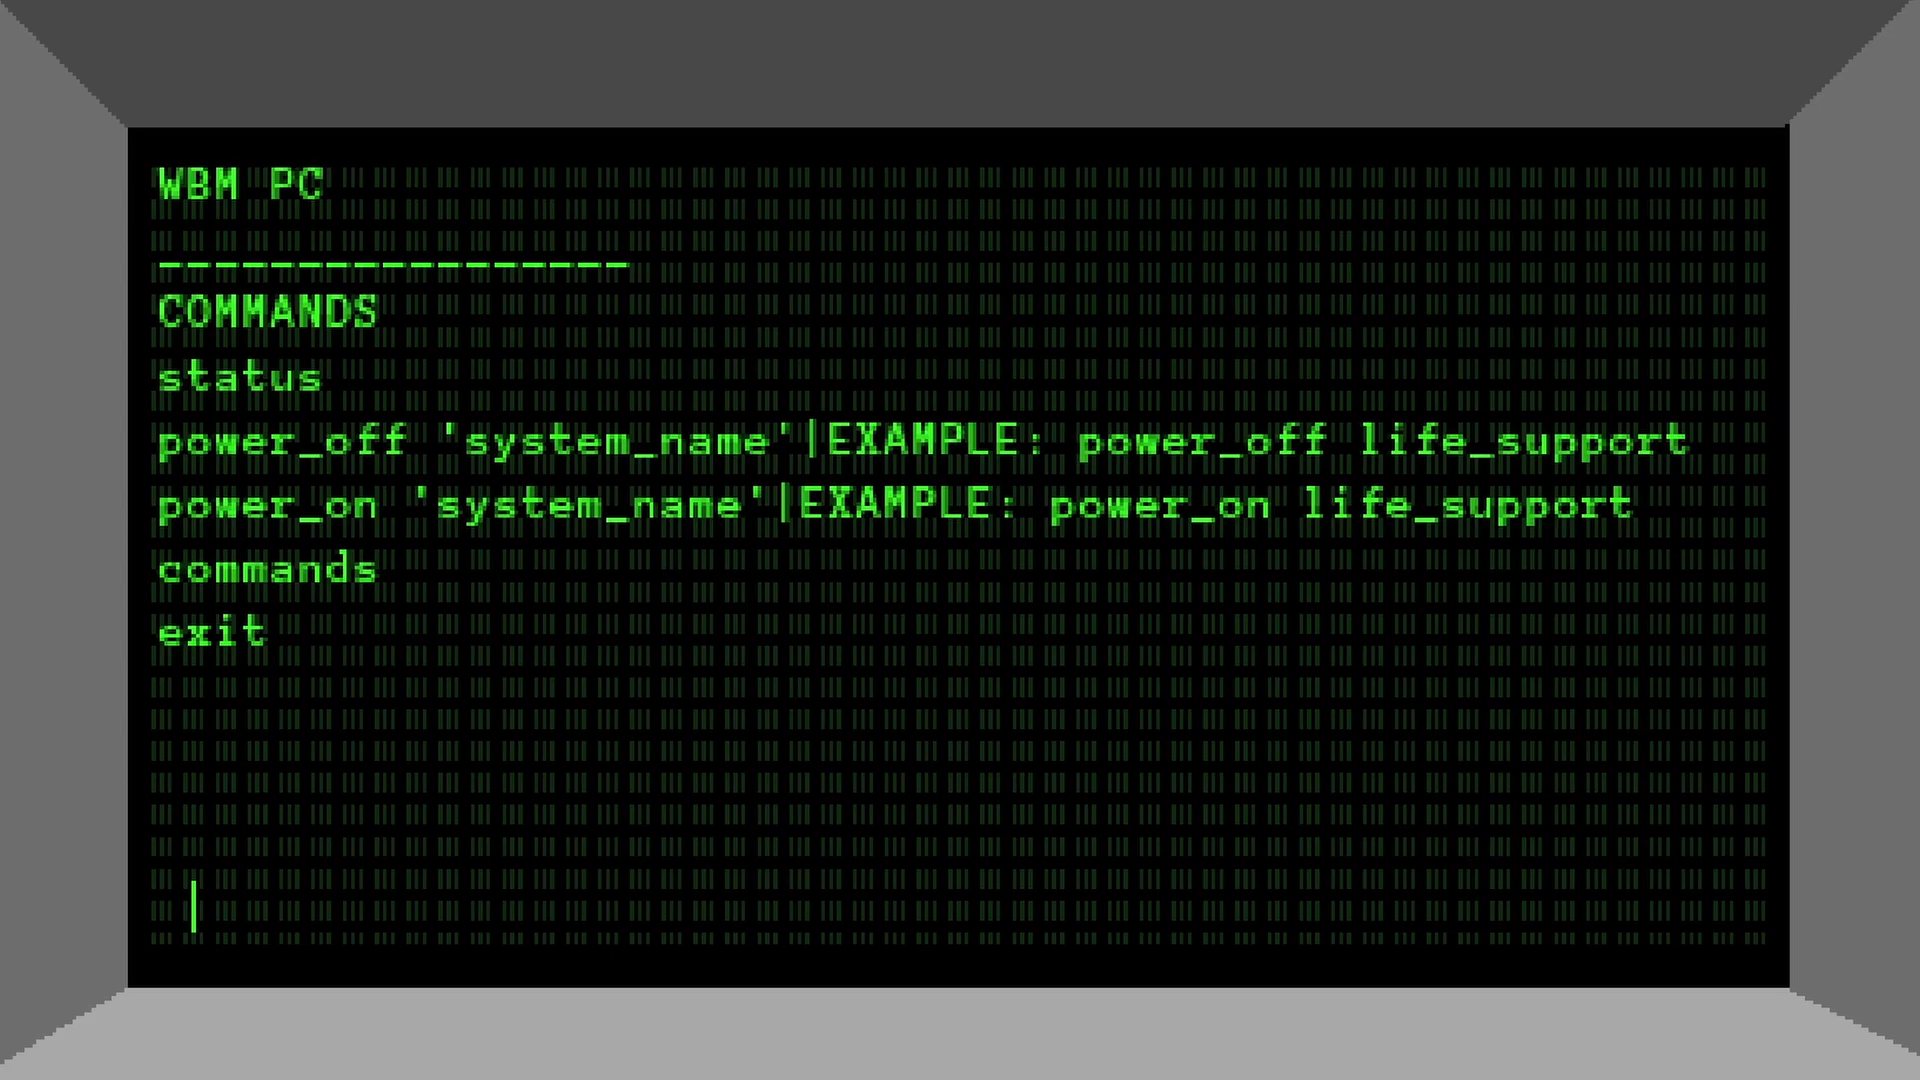 WBM PC
-----------------
COMMANDS
status
power_off 'system_name'|EXAMPLE: power_off life_support
power_on 'system_name'|EXAMPLE: power_on life_support
commands
exit